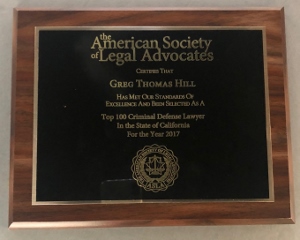 the
American Society
of Legal Advocates
Certifies That
Greg Thomas Hill
Has Met Our Standards Of
Excellence And Been Selected As A
Top 100 Criminal Defense Lawyer
In the State of California
For the Year 2017